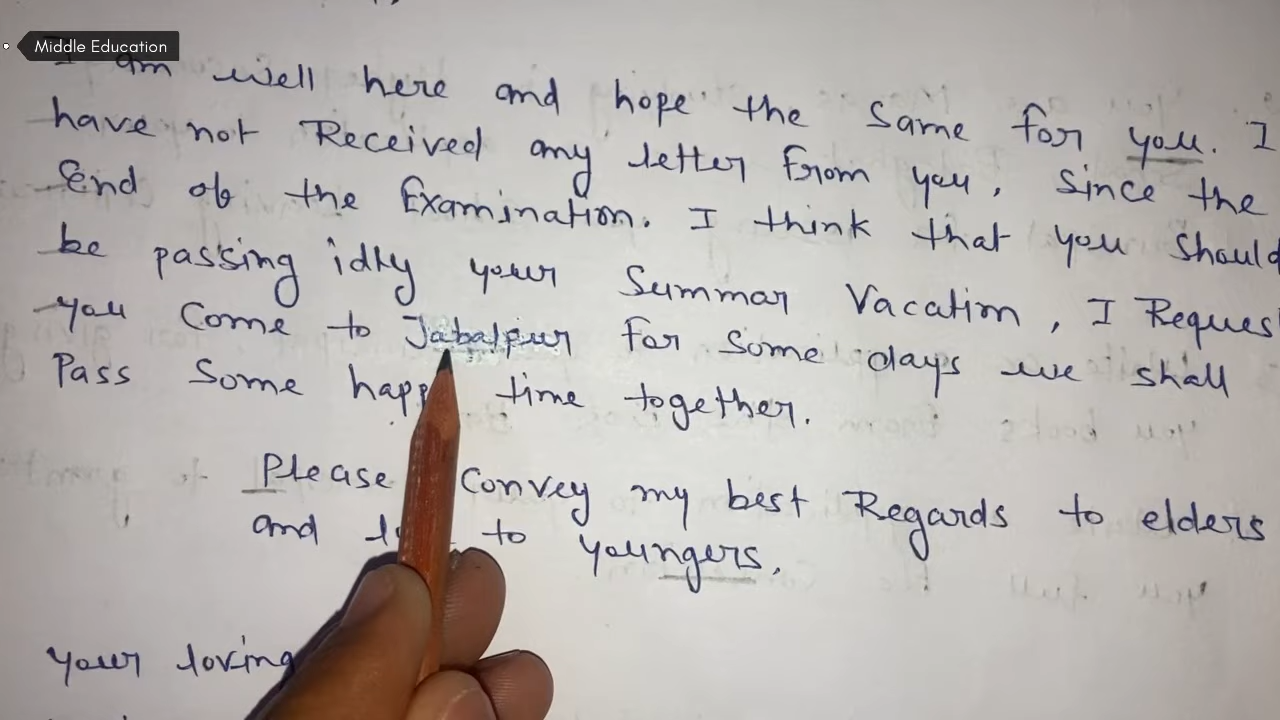 Middle Education
I am well here and hope the same for you. I
have not Received any letter from you, Since the
End of the Examination. I think that you should
be passing idly your Summar Vacation, I Reques
you Come to Jabalpur for some days we shall
Pass Some happ time together.
Please Convey my best Regards to elders
and to youngers.
your loving